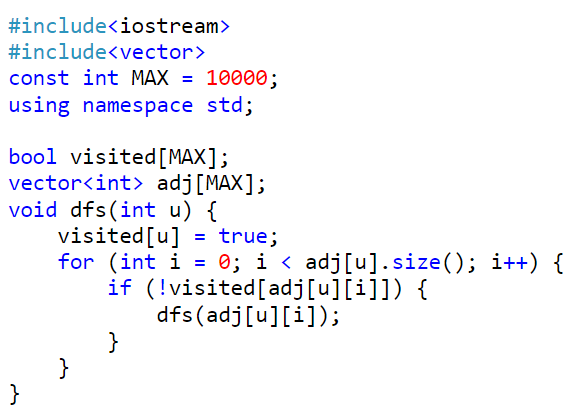 #include<iostream>
#include<vector>
const int MAX = 10000;
using namespace std;

bool visited[MAX];
vector<int> adj[MAX];
void dfs(int u) {
    visited[u] = true;
    for (int i = 0; i < adj[u].size(); i++) {
        if (!visited[adj[u][i]]) {
            dfs(adj[u][i]);
        }
    }
}